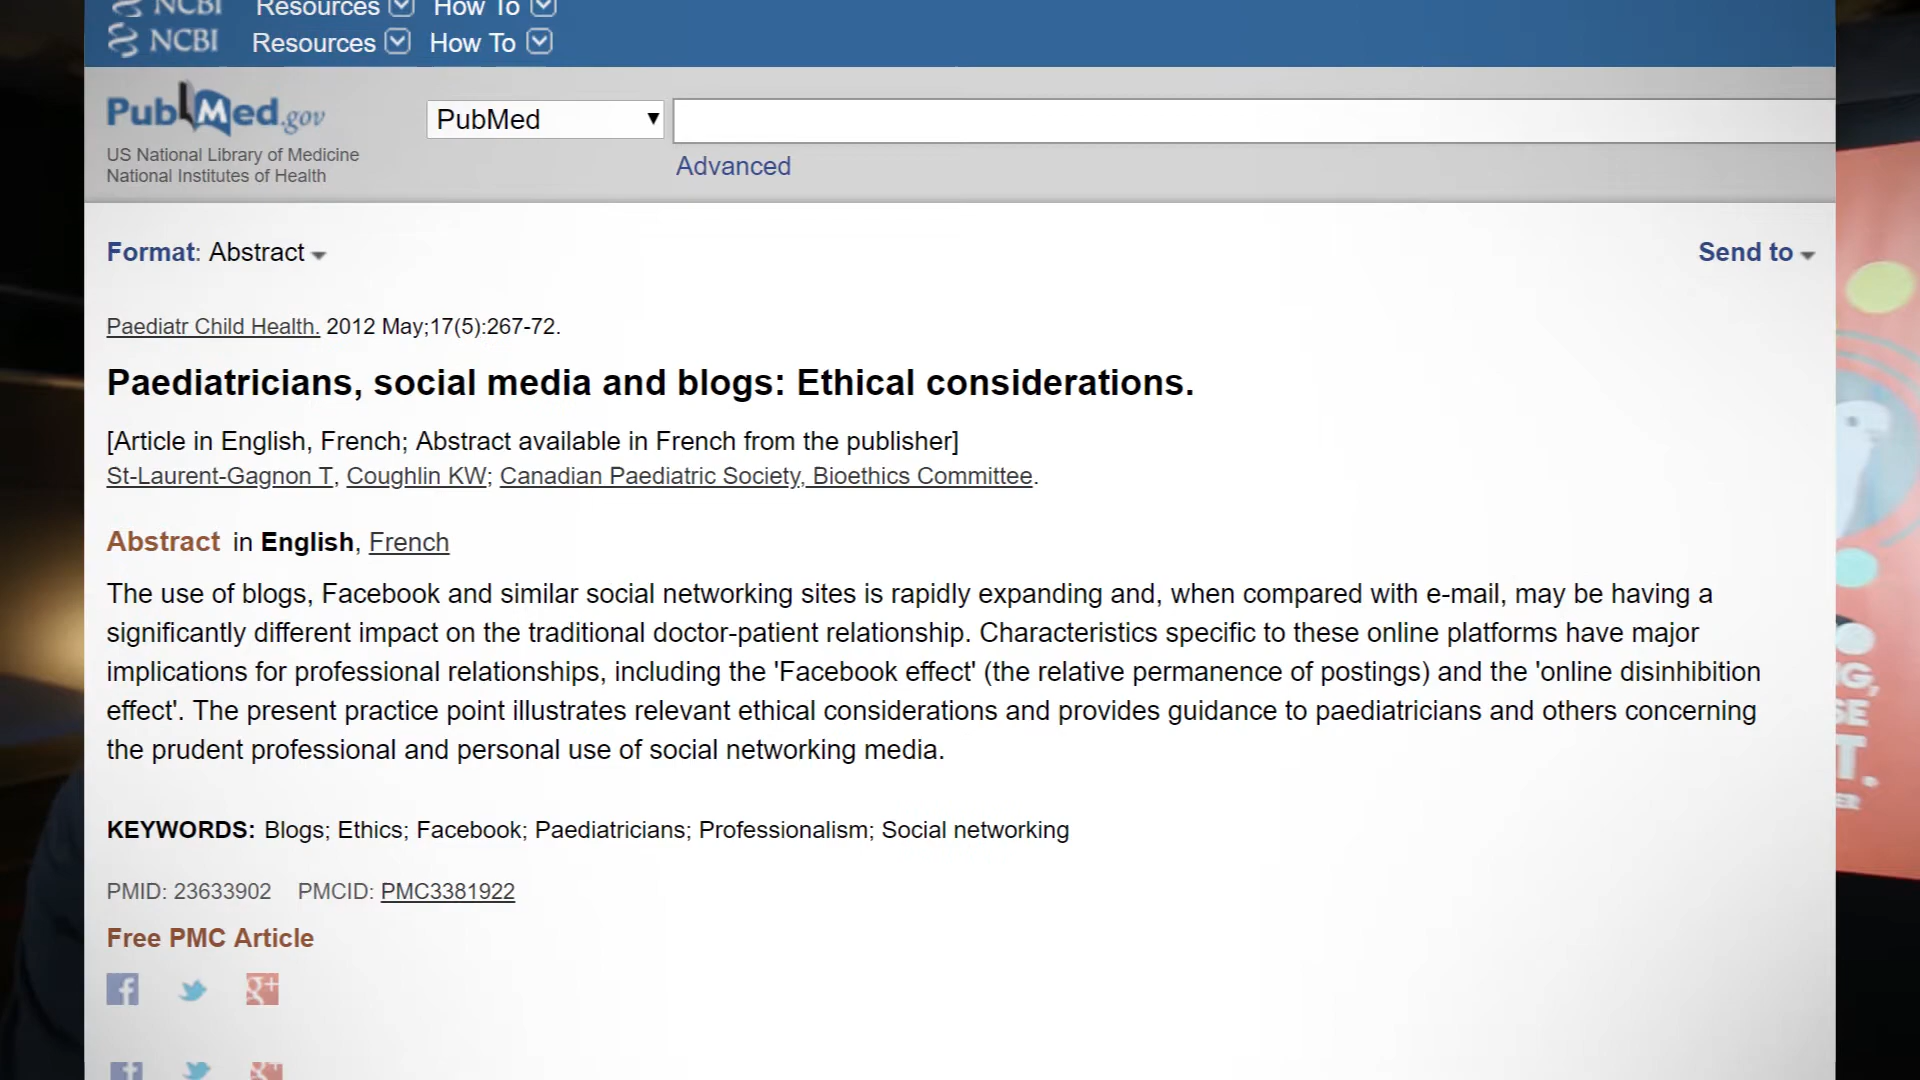 NCBI Resources How To
NCBI Resources How To
PubMed.gov
PubMed
US National Library of Medicine
National Institutes of Health
Advanced
Format: Abstract
Send to
Paediatr Child Health. 2012 May;17(5):267-72.
Paediatricians, social media and blogs: Ethical considerations.
[Article in English, French; Abstract available in French from the publisher]
St-Laurent-Gagnon T, Coughlin KW; Canadian Paediatric Society, Bioethics Committee.
Abstract in English, French
The use of blogs, Facebook and similar social networking sites is rapidly expanding and, when compared with e-mail, may be having a
significantly different impact on the traditional doctor-patient relationship. Characteristics specific to these online platforms have major
implications for professional relationships, including the 'Facebook effect' (the relative permanence of postings) and the 'online disinhibition
effect'. The present practice point illustrates relevant ethical considerations and provides guidance to paediatricians and others concerning
the prudent professional and personal use of social networking media.
KEYWORDS: Blogs; Ethics; Facebook; Paediatricians; Professionalism; Social networking
PMID: 23633902 PMCID: PMC3381922
Free PMC Article
f g+